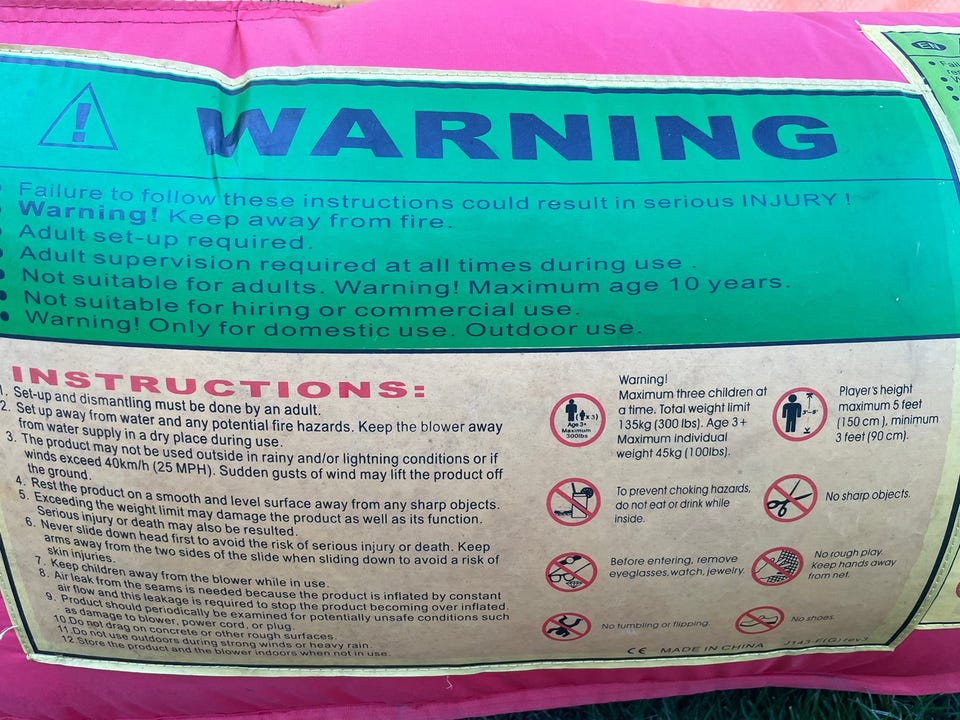 WARNING
• Failure to follow these instructions could result in serious INJURY !
• Warning! Keep away from fire.
• Adult set-up required.
• Adult supervision required at all times during use .
• Not suitable for adults. Warning! Maximum age 10 years.
• Not suitable for hiring or commercial use.
• Warning! Only for domestic use. Outdoor use.
INSTRUCTIONS:
1. Set-up and dismantling must be done by an adult.
2. Set up away from water and any potential fire hazards. Keep the blower away
from water supply in a dry place during use.
3. The product may not be used outside in rainy and/or lightning conditions or if
winds exceed 40km/h (25 MPH). Sudden gusts of wind may lift the product off
the ground.
4. Rest the product on a smooth and level surface away from any sharp objects.
5. Exceeding the weight limit may damage the product as well as its function.
Serious injury or death may also be resulted.
6. Never slide down head first to avoid the risk of serious injury or death. Keep
arms away from the two sides of the slide when sliding down to avoid a risk of
skin injuries.
7. Keep children away from the blower while in use.
8. Air leak from the seams is needed because the product is inflated by constant
air flow and this leakage is required to stop the product becoming over inflated.
9. Product should periodically be examined for potentially unsafe conditions such
as damage to blower, power cord, or plug.
10.Do not drag on concrete or other rough surfaces.
11.Do not use outdoors during strong winds or heavy rain.
12.Store the product and the blower indoors when not in use.
(x3)
Age 3+
Maximum
300lbs
Warning!
Maximum three children at
a time. Total weight limit
135kg (300 lbs). Age 3+
Maximum individual
weight 45kg (100lbs).
3'-5'
Player's height
maximum 5 feet
(150 cm ), minimum
3 feet (90 cm).
To prevent choking hazards,
do not eat or drink while
inside.
No sharp objects.
Before entering, remove
eyeglasses,watch, jewelry.
No rough play.
Keep hands away
from net.
No tumbling or flipping.
No shoes.
CE MADE IN CHINA J143-F(G) rev3
EN